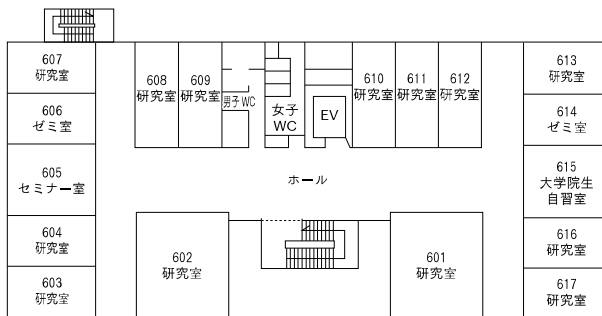 607
研究室
606
ゼミ室
605
セミナー室
604
研究室
603
研究室
608
研究室
609
研究室
男子WC
女子
WC
EV
610
研究室
611
研究室
612
研究室
ホール
602
研究室
601
研究室
613
研究室
614
ゼミ室
615
大学院生
自習室
616
研究室
617
研究室